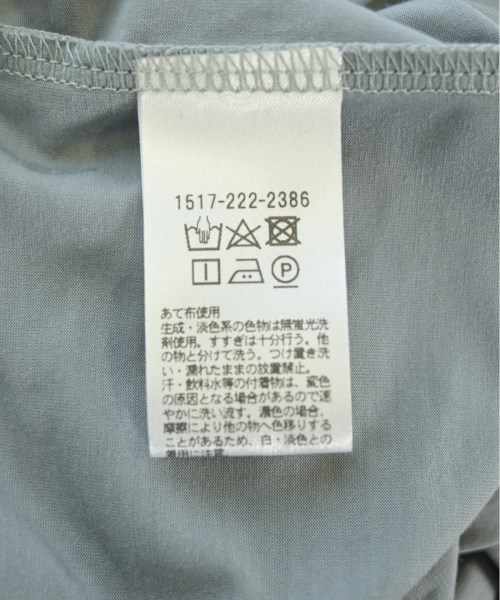 1517-222-2386
P
あて布使用
生成・淡色系の色物は無蛍光洗
剤使用。すすぎは十分行う。他
の物と分けて洗う。つけ置き洗
い・濡れたままの放置禁止。
汗・飲料水等の付着物は、変色
の原因となる場合があるので速
やかに洗い流す。濃色の場合、
摩擦により他の物へ色移りする
ことがあるため、白・淡色との
着用に注意